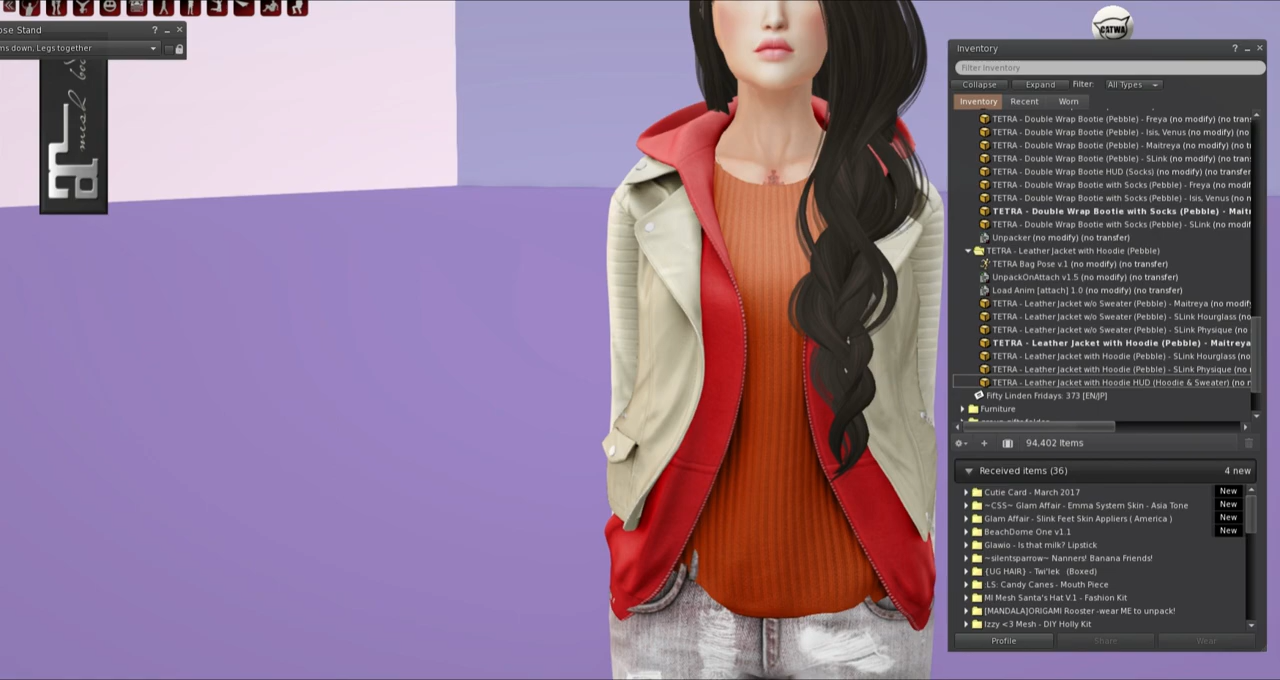 ose Stand
ms down, Legs together
mesh
CATWA
Inventory
Filter Inventory
Collapse Expand Filter: All Types
Inventory Recent Worn
TETRA - Double Wrap Bootie (Pebble) - Freya (no modify) (no trans
TETRA - Double Wrap Bootie (Pebble) - Isis, Venus (no modify) (no
TETRA - Double Wrap Bootie (Pebble) - Maitreya (no modify) (no tr
TETRA - Double Wrap Bootie (Pebble) - SLink (no modify) (no trans
TETRA - Double Wrap Bootie HUD (Socks) (no modify) (no transfer
TETRA - Double Wrap Bootie with Socks (Pebble) - Freya (no modif
TETRA - Double Wrap Bootie with Socks (Pebble) - Isis, Venus (no n
TETRA - Double Wrap Bootie with Socks (Pebble) - Maitr
TETRA - Double Wrap Bootie with Socks (Pebble) - SLink (no modif
Unpacker (no modify) (no transfer)
TETRA - Leather Jacket with Hoodie (Pebble)
TETRA Bag Pose v.1 (no modify) (no transfer)
UnpackOnAttach v1.5 (no modify) (no transfer)
Load Anim [attach] 1.0 (no modify) (no transfer)
TETRA - Leather Jacket w/o Sweater (Pebble) - Maitreya (no modif
TETRA - Leather Jacket w/o Sweater (Pebble) - SLink Hourglass (no
TETRA - Leather Jacket w/o Sweater (Pebble) - SLink Physique (no
TETRA - Leather Jacket with Hoodie (Pebble) - Maitreya
TETRA - Leather Jacket with Hoodie (Pebble) - SLink Hourglass (no
TETRA - Leather Jacket with Hoodie (Pebble) - SLink Physique (no
TETRA - Leather Jacket with Hoodie HUD (Hoodie & Sweater) (no n
Fifty Linden Fridays: 373 [EN/JP]
Furniture
94,402 Items
Received items (36) 4 new
Cutie Card - March 2017 New
~CSS~ Glam Affair - Emma System Skin - Asia Tone New
Glam Affair - Slink Feet Skin Appliers ( America ) New
BeachDome One v1.1 New
Glawio - Is that milk? Lipstick
~silentsparrow~ Nanners! Banana Friends!
{UG HAIR} - Twi'lek (Boxed)
:LS: Candy Canes - Mouth Piece
MI Mesh Santa's Hat V.1 - Fashion Kit
[MANDALA]ORIGAMI Rooster -wear ME to unpack!
Izzy <3 Mesh - DIY Holly Kit
Profile Share Wear